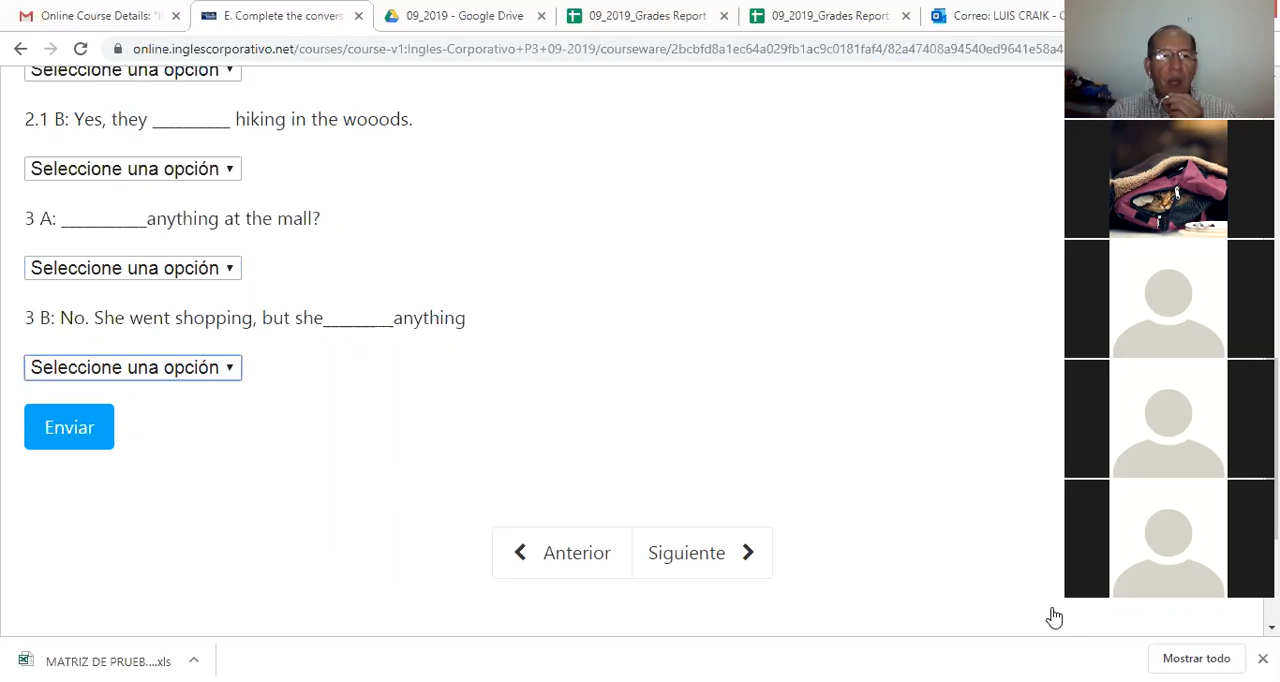 Online Course Details: "I
E. Complete the convers
09_2019 - Google Drive
09_2019_Grades Report
09_2019_Grades Report
Correo: LUIS CRAIK - O
online.inglescorporativo.net/courses/course-v1:Ingles-Corporativo+P3+09-2019/courseware/2bcbfd8a1ec64a029fb1ac9c0181faf4/82a47408a94540ed9641e58a4
Seleccione una opción
2.1 B: Yes, they __________ hiking in the wooods.
Seleccione una opción
3 A: ___________anything at the mall?
Seleccione una opción
3 B: No. She went shopping, but she_________anything
Seleccione una opción
Enviar
Anterior
Siguiente
MATRIZ DE PRUEB....xls
Mostrar todo